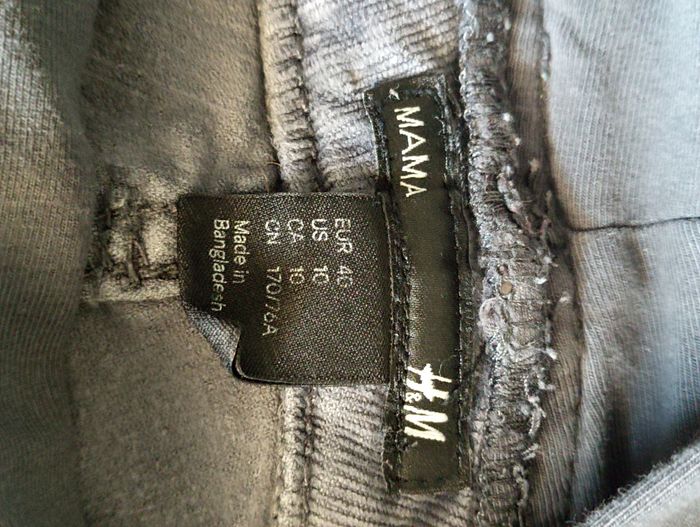 MAMA
H&M
EUR 40
US 10
CA 10
CN 170/76A
Made in
Bangladesh